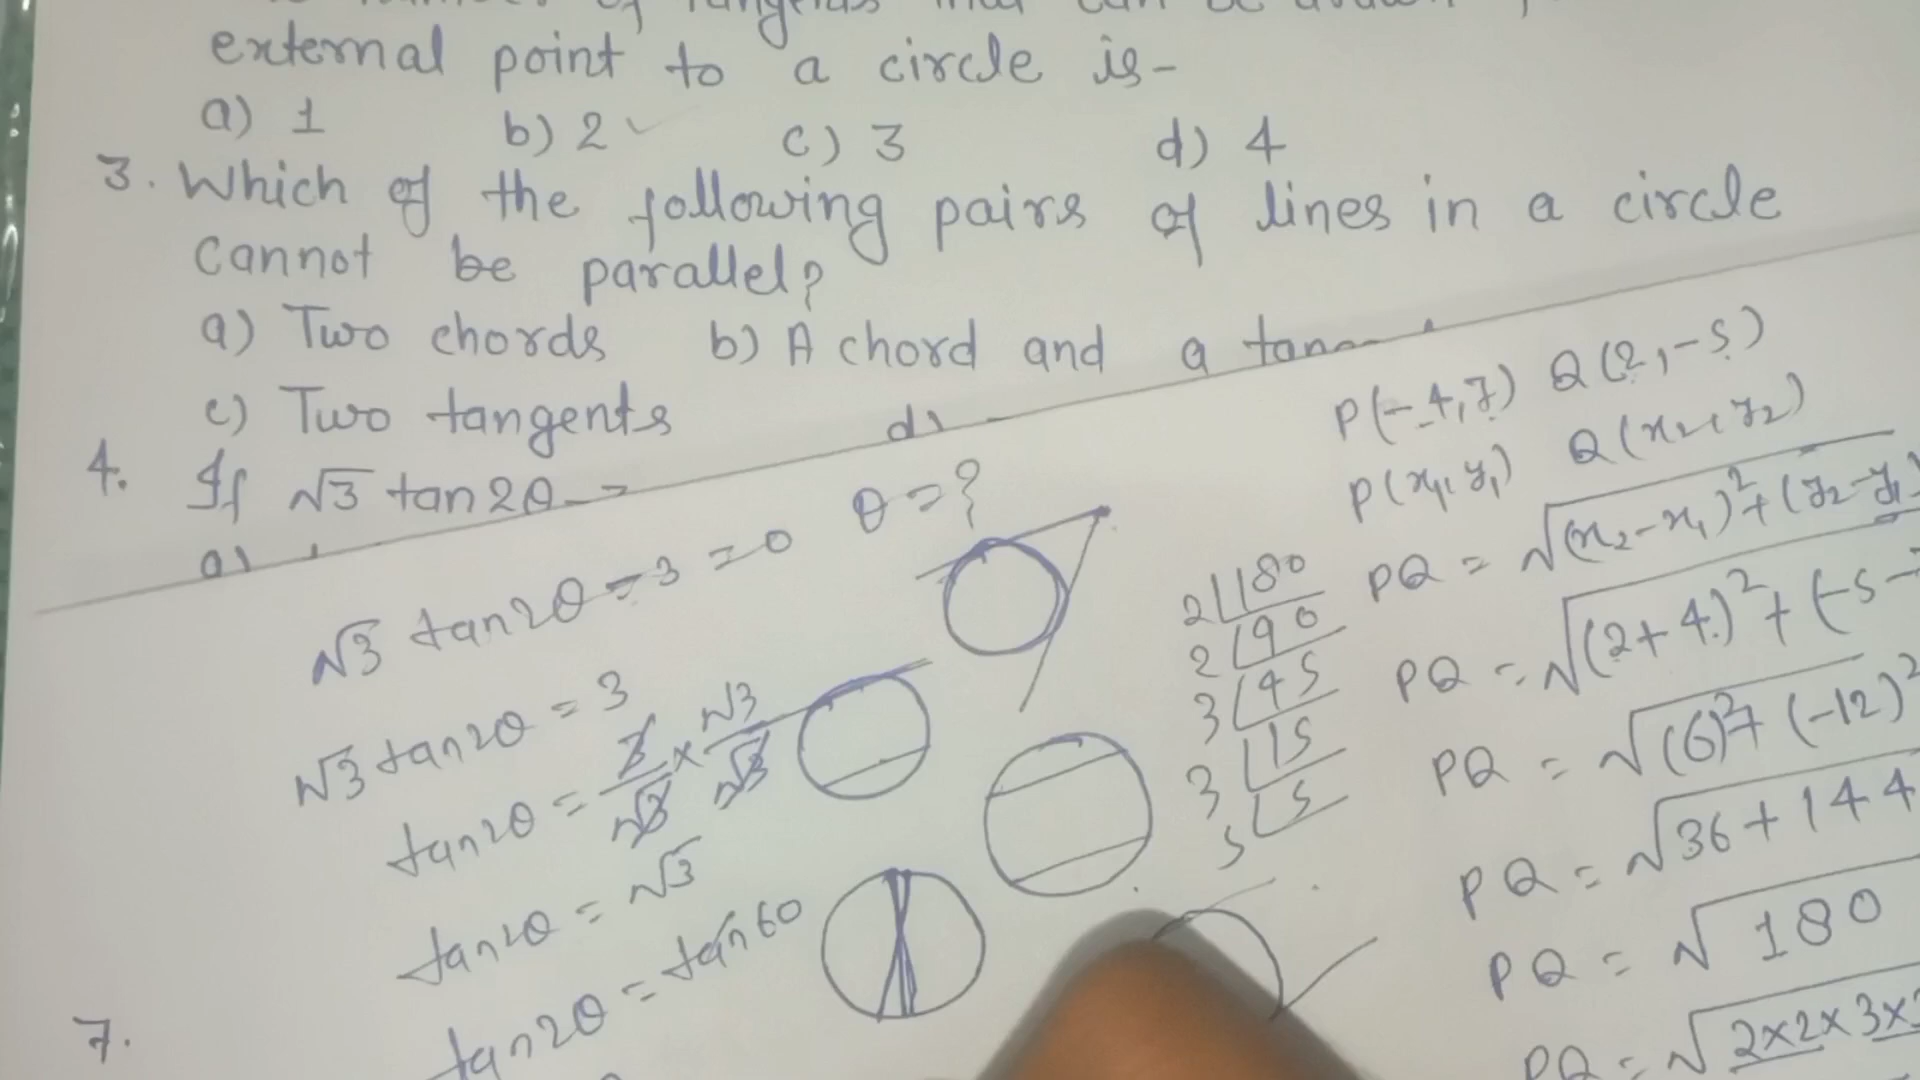 external point to a circle is-
a) 1 b) 2 c) 3 d) 4
3. Which of the following pairs of lines in a circle
cannot be parallel?
a) Two chords b) A chord and a
c) Two tangents d)
4. If √3 tan2θ
a)
√3 tan2θ-3=0 θ=?
√3 tan2θ = 3
tan2θ = 3/√3 × √3/√3
tan2θ = √3
tan2θ = tan60
7.
2 180
2 90
3 45
3 15
5 5
P(-4,7) Q(2,-5)
P(x₁, y₁) Q(x₂, y₂)
PQ = √(x₂-x₁)²+(y₂-y₁)
PQ = √(2+4)²+(-5-
PQ = √(6)²+(-12)²
PQ = √36+144
PQ = √180
PQ = √2×2×3×